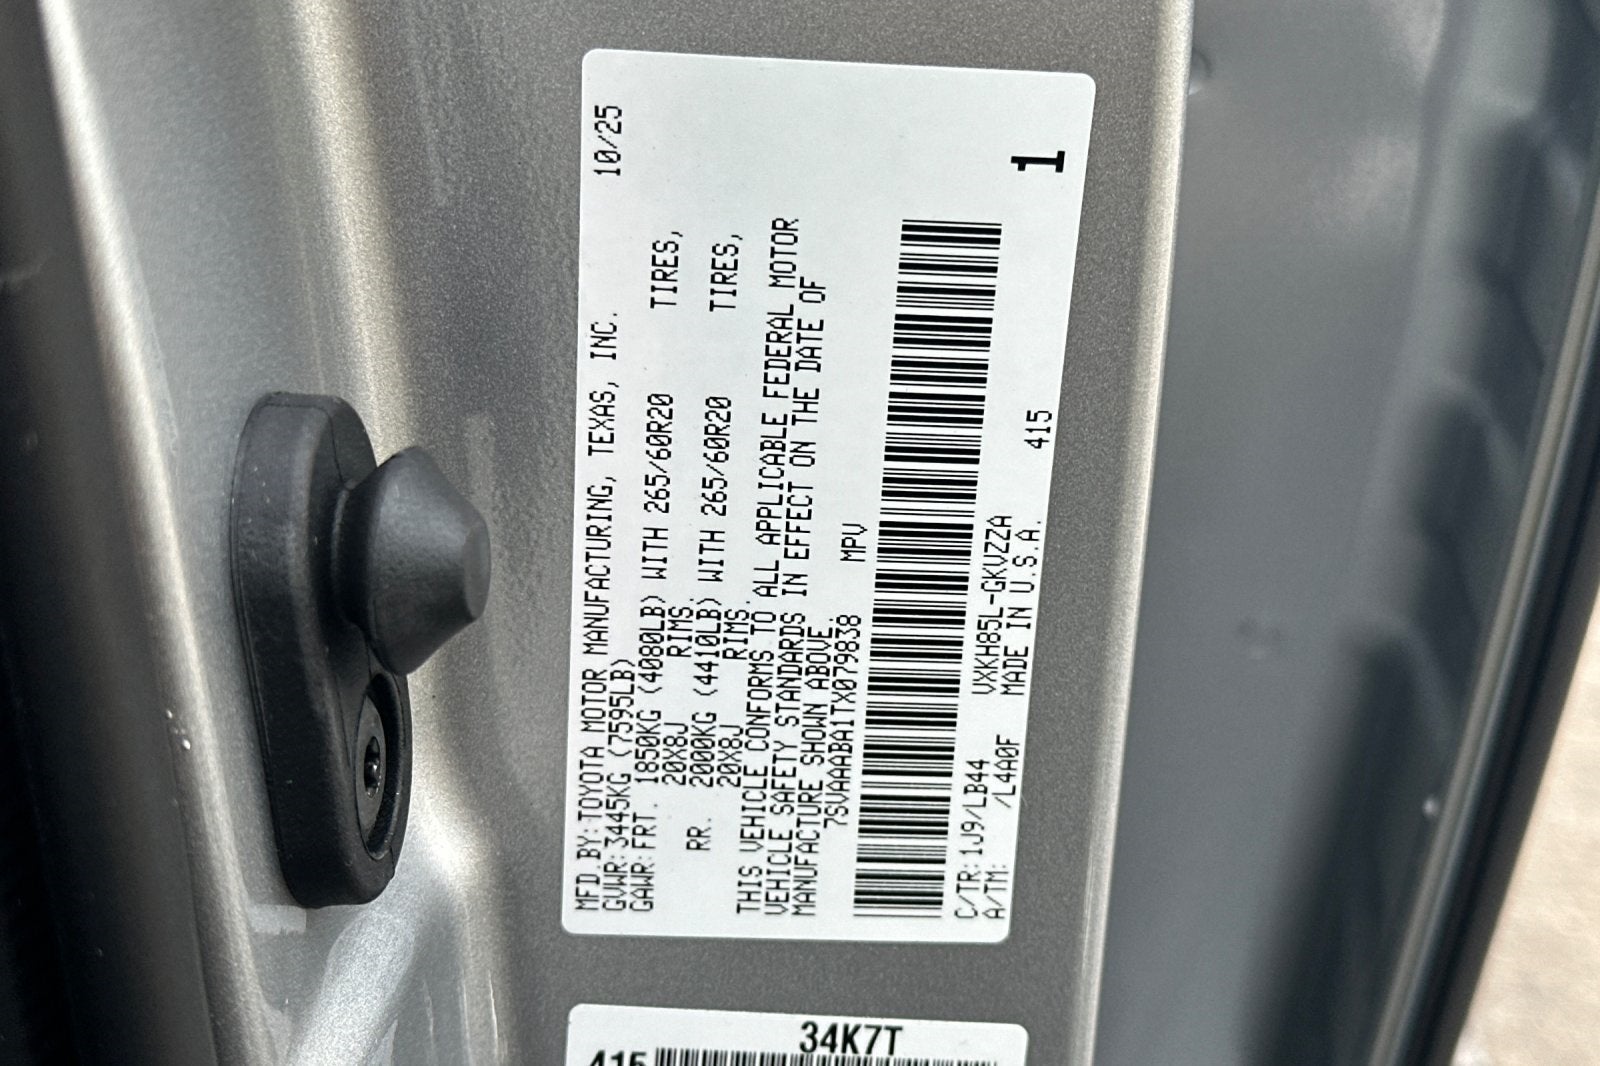 10/25
MFD.BY:TOYOTA MOTOR MANUFACTURING, TEXAS, INC.
GVWR:3445KG(7595LB)
GAWR:FRT. 1850KG (4080LB) WITH 265/60R20 TIRES,
20X8J RIMS.
RR. 2000KG (4410LB) WITH 265/60R20 TIRES,
20X8J RIMS.
THIS VEHICLE CONFORMS TO ALL APPLICABLE FEDERAL MOTOR
VEHICLE SAFETY STANDARDS IN EFFECT ON THE DATE OF
MANUFACTURE SHOWN ABOVE.
7SVAAABA1TX079838 MPV
1
C/TR:1J9/LB44 VXKH85L-GKVZZA 415
A/TM: /L4A0F MADE IN U.S.A.
34K7T
415